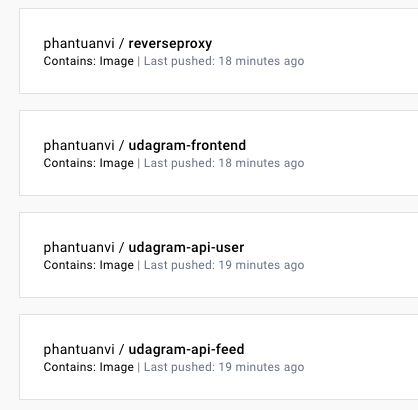 phantuanvi / reverseproxy
Contains: Image | Last pushed: 18 minutes ago
phantuanvi / udagram-frontend
Contains: Image | Last pushed: 18 minutes ago
phantuanvi / udagram-api-user
Contains: Image | Last pushed: 19 minutes ago
phantuanvi / udagram-api-feed
Contains: Image | Last pushed: 19 minutes ago